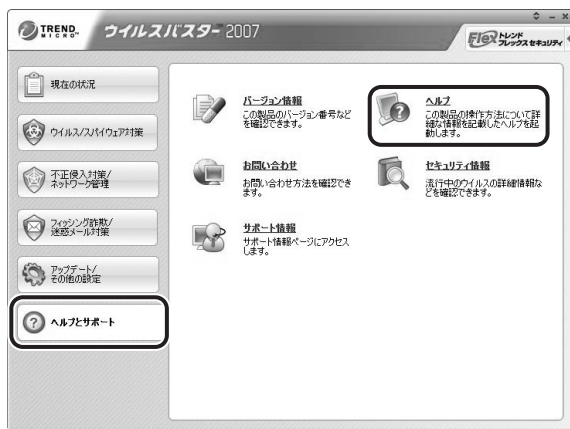 TREND MICRO
ウイルスバスター 2007
Flex トレンド フレックス セキュリティ
現在の状況
ウイルス/スパイウェア対策
不正侵入対策/
ネットワーク管理
フィッシング詐欺/
迷惑メール対策
アップデート/
その他の設定
ヘルプとサポート
バージョン情報
この製品のバージョン番号など
を確認できます。
ヘルプ
この製品の操作方法について詳
細な情報を記載したヘルプを起
動します。
お問い合わせ
お問い合わせ方法を確認でき
ます。
セキュリティ情報
流行中のウイルスの詳細情報な
どを確認できます。
サポート情報
サポート情報ページにアクセス
します。